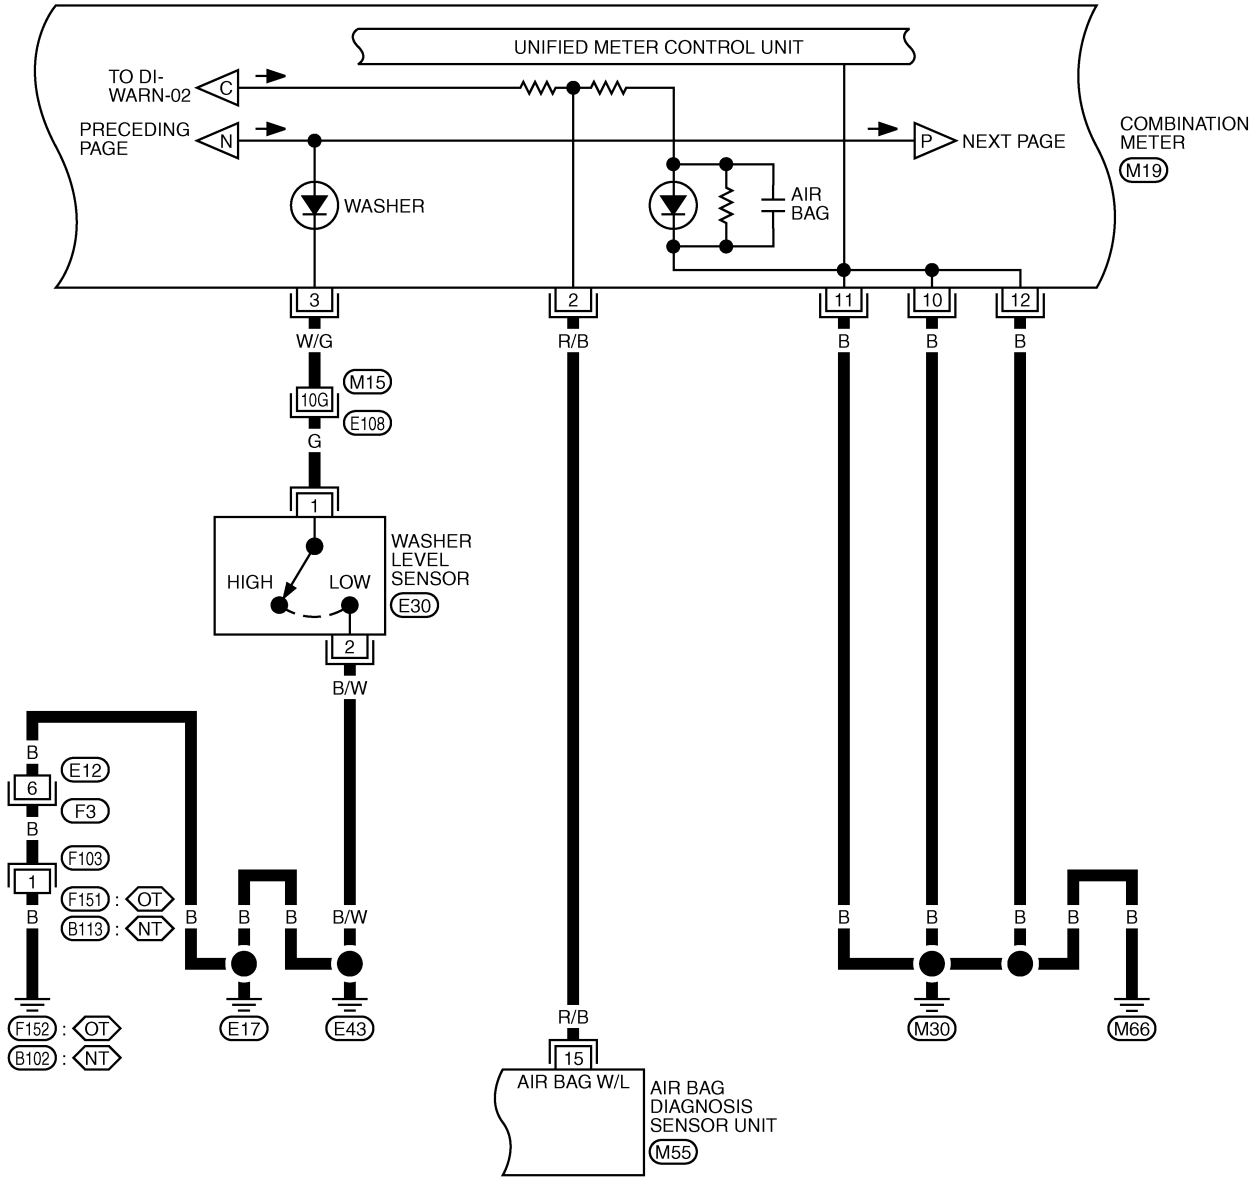 UNIFIED METER CONTROL UNIT
TO DI-
WARN-02
C
PRECEDING
PAGE
N
P
NEXT PAGE
COMBINATION
METER
M19
WASHER
AIR
BAG
3
2
11
10
12
W/G
R/B
B
B
B
10G
M15
E108
G
1
WASHER
LEVEL
SENSOR
E30
HIGH
LOW
2
B/W
B
6
E12
F3
B
F103
1
F151 : OT
B113 : NT
B
B
B
B
B/W
B
B
B
B
B
F152 : OT
B102 : NT
E17
E43
R/B
M30
M66
15
AIR BAG W/L
AIR BAG
DIAGNOSIS
SENSOR UNIT
M55